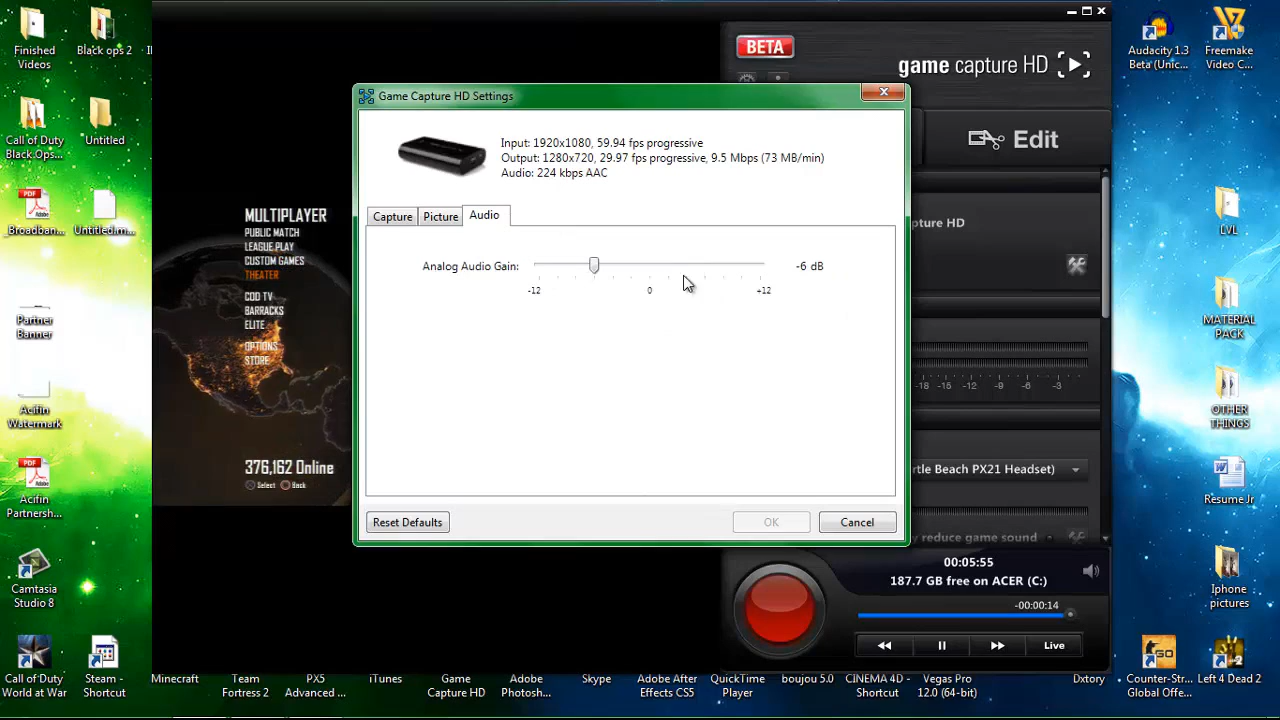 Finished
Videos
Black ops 2
Call of Duty
Black Ops...
Untitled
_Broadban...
Untitled.m...
Partner
Banner
Acifin
Watermark
Acifin
Partnersh...
Camtasia
Studio 8
Call of Duty
World at War
Steam -
Shortcut
MULTIPLAYER
PUBLIC MATCH
LEAGUE PLAY
CUSTOM GAMES
THEATER
COD TV
BARRACKS
ELITE
OPTIONS
STORE
376,162 Online
Select Back
BETA
game capture HD
Edit
Game Capture HD Settings
Input: 1920x1080, 59.94 fps progressive
Output: 1280x720, 29.97 fps progressive, 9.5 Mbps (73 MB/min)
Audio: 224 kbps AAC
Capture Picture Audio
Analog Audio Gain:
-6 dB
-12 0 +12
Reset Defaults
OK
Cancel
pture HD
-18 -15 -12 -9 -6 -3
rtle Beach PX21 Headset)
y reduce game sound
00:05:55
187.7 GB free on ACER (C:)
-00:00:14
Live
Minecraft
Team
Fortress 2
PX5
Advanced ...
iTunes
Game
Capture HD
Adobe
Photosh...
Skype
Adobe After
Effects CS5
QuickTime
Player
boujou 5.0
CINEMA 4D -
Shortcut
Vegas Pro
12.0 (64-bit)
Dxtory
Audacity 1.3
Beta (Unic...
Freemake
Video C...
LVL
MATERIAL
PACK
OTHER
THINGS
Resume Jr
Iphone
pictures
Counter-Str...
Global Offe...
Left 4 Dead 2